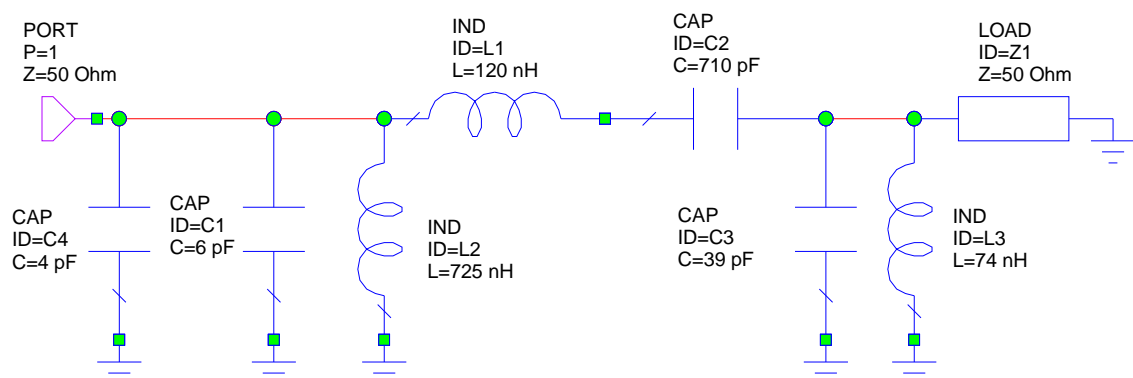 PORT
P=1
Z=50 Ohm
IND
ID=L1
L=120 nH
CAP
ID=C2
C=710 pF
LOAD
ID=Z1
Z=50 Ohm
CAP
ID=C4
C=4 pF
CAP
ID=C1
C=6 pF
IND
ID=L2
L=725 nH
CAP
ID=C3
C=39 pF
IND
ID=L3
L=74 nH